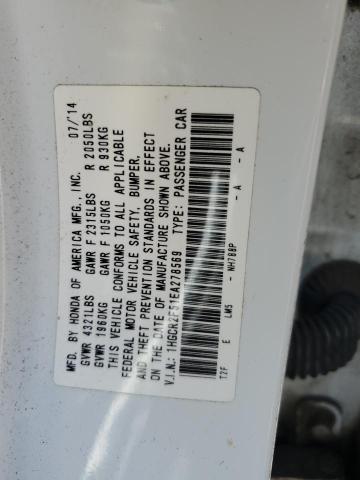 MFD. BY HONDA OF AMERICA MFG., INC. 07/14
GVWR 4321LBS GAWR F 2315LBS R 2050LBS
GVWR 1960KG GAWR F 1050KG R 930KG
THIS VEHICLE CONFORMS TO ALL APPLICABLE
FEDERAL MOTOR VEHICLE SAFETY, BUMPER,
AND THEFT PREVENTION STANDARDS IN EFFECT
ON THE DATE OF MANUFACTURE SHOWN ABOVE.
V.I.N.: 1HGCR2F51EA278569 TYPE: PASSENGER CAR
E LM5 - NH788P - A - A
T2F